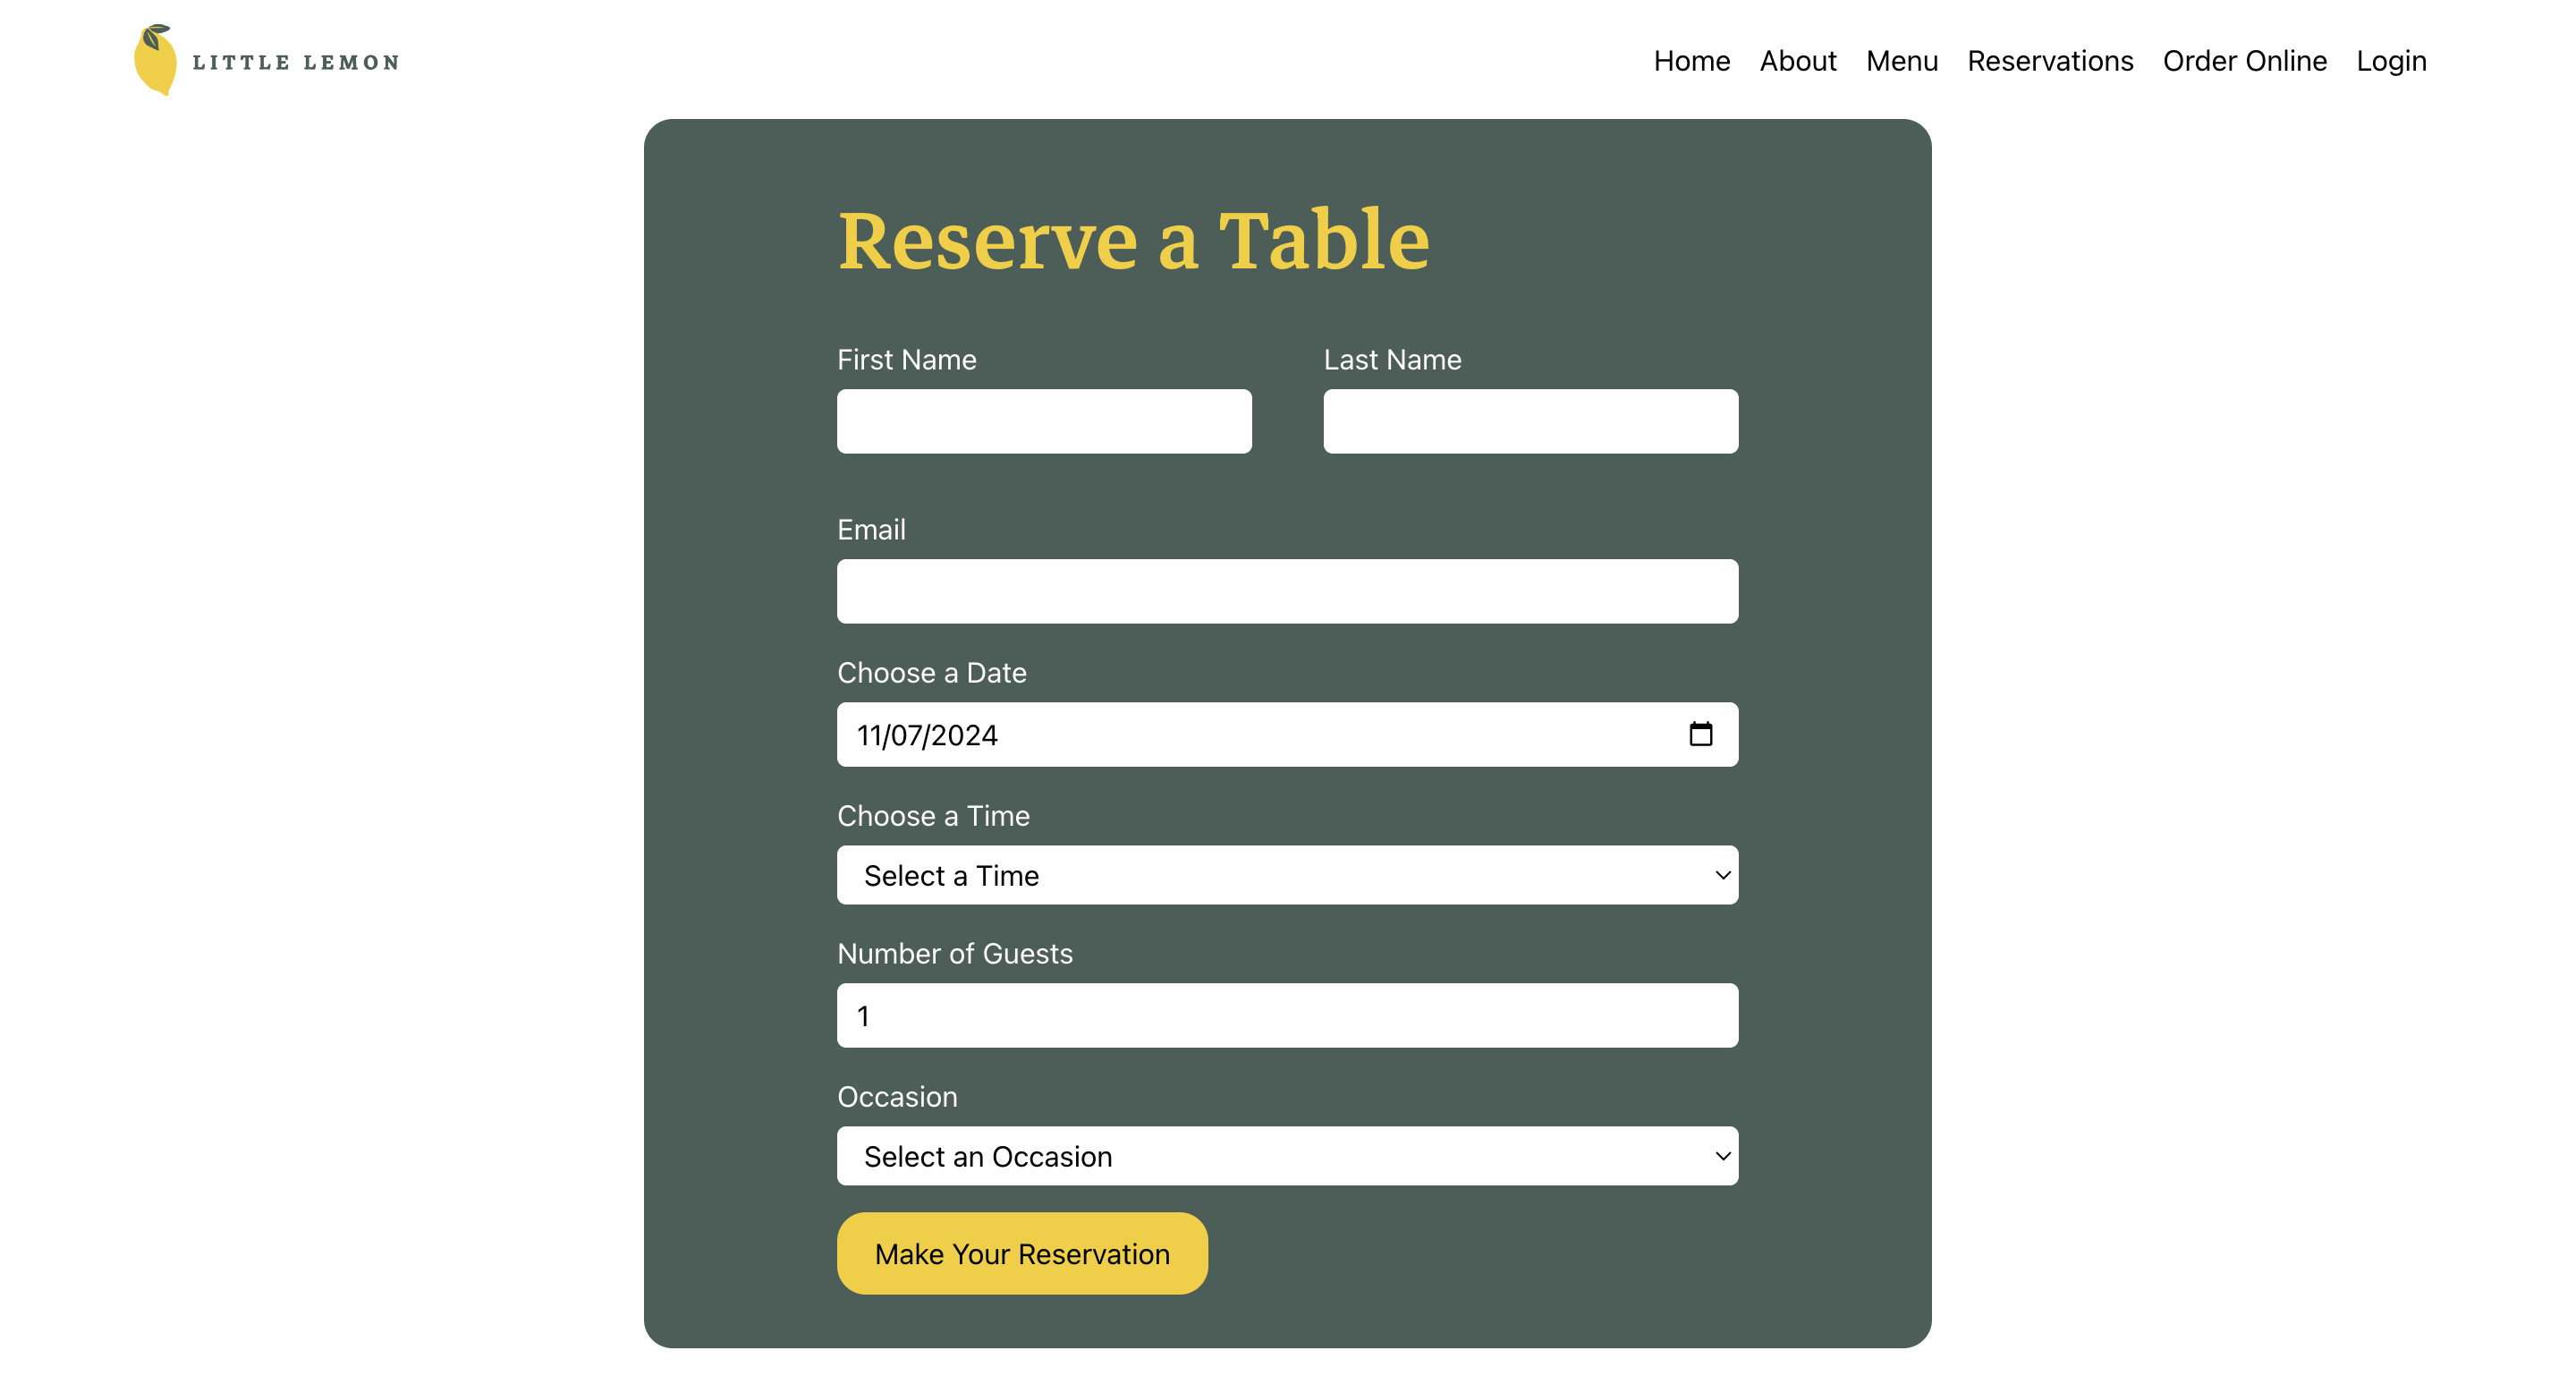 LITTLE LEMON
Home About Menu Reservations Order Online Login
Reserve a Table
First Name Last Name
Email
Choose a Date
11/07/2024
Choose a Time
Select a Time
Number of Guests
1
Occasion
Select an Occasion
Make Your Reservation